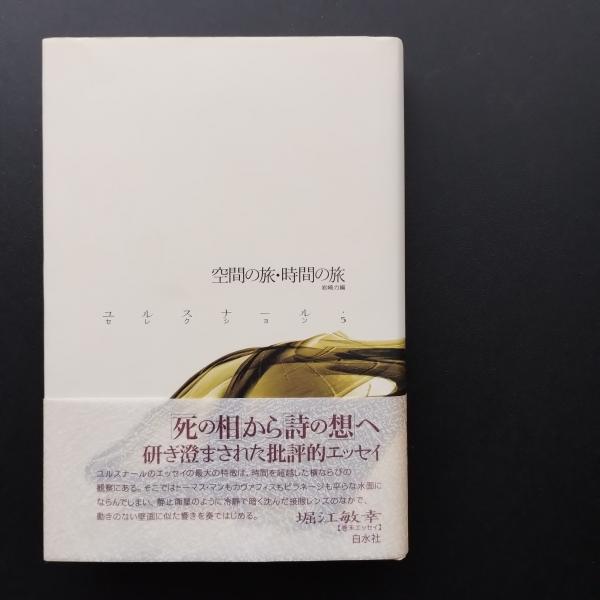 空間の旅・時間の旅
岩崎力編
ユルスナール・
セレクション 5
「死の相」から「詩の想」へ
研ぎ澄まされた批評的エッセイ
ユルスナールのエッセイの最大の特徴は、時間を超越した横ならびの
観察にある。そこではトーマス・マンもカヴァフィスもピラネージも平らな水面に
ならんでしまい、静止衛星のように冷静で暗く沈んだ接眼レンズのなかで、
動きのない壁画に似た響きを奏ではじめる。
堀江敏幸
【巻末エッセイ】
白水社